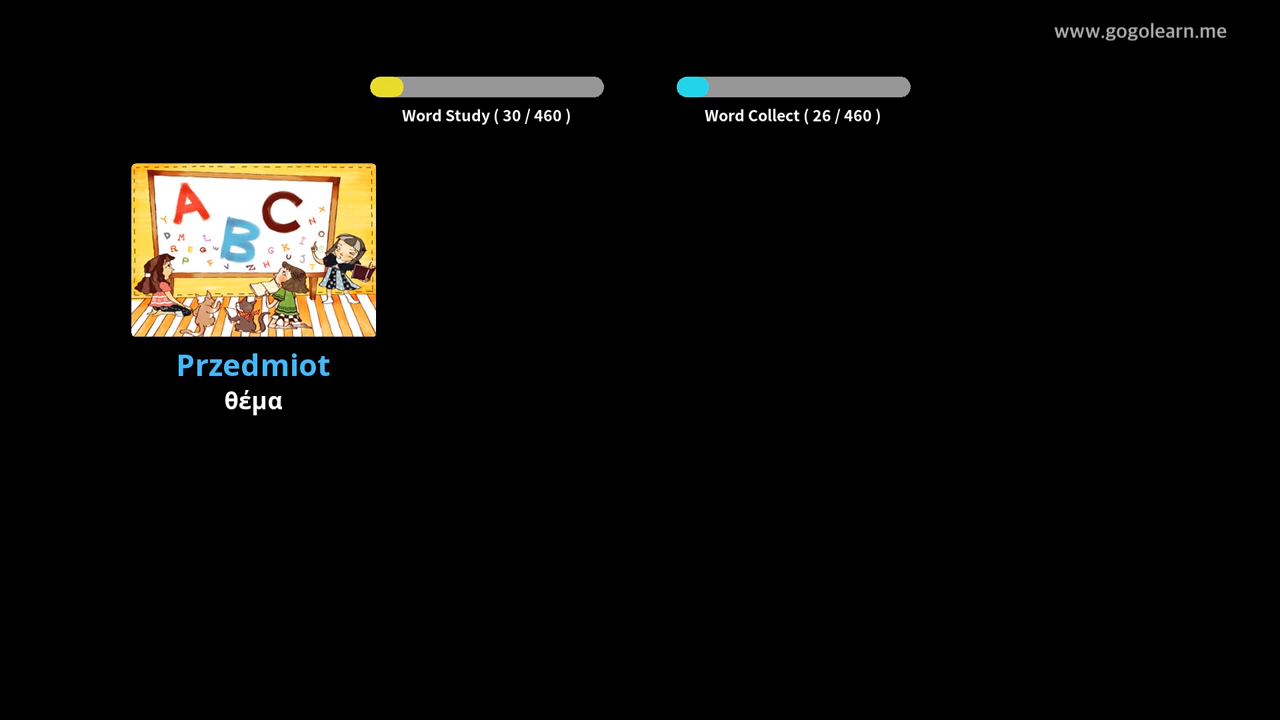 www.gogolearn.me
Word Study ( 30 / 460 )
Word Collect ( 26 / 460 )
A
B
C
Przedmiot
θέμα